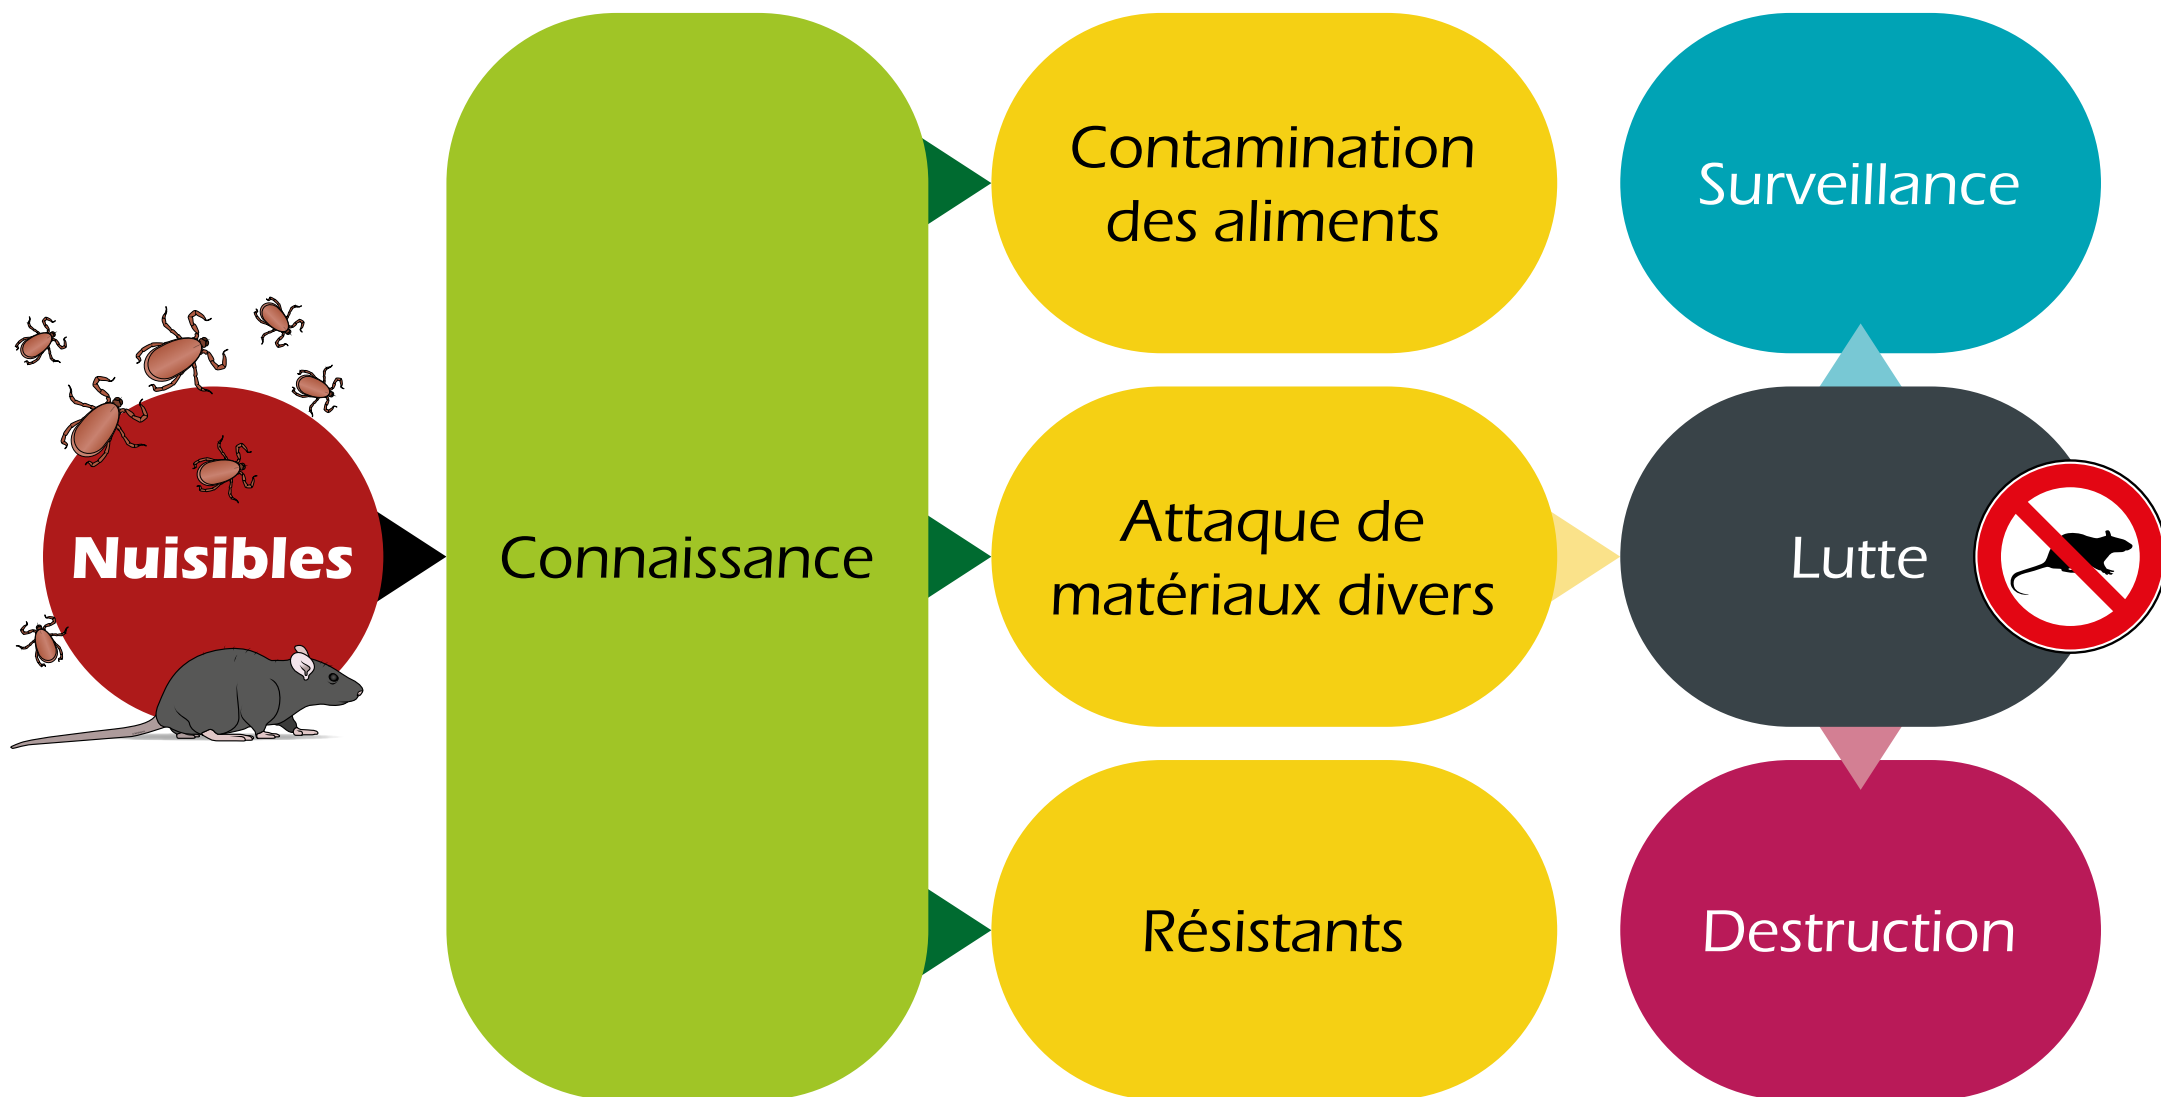 Nuisibles
Connaissance
Contamination
des aliments
Attaque de
matériaux divers
Résistants
Surveillance
Lutte
Destruction